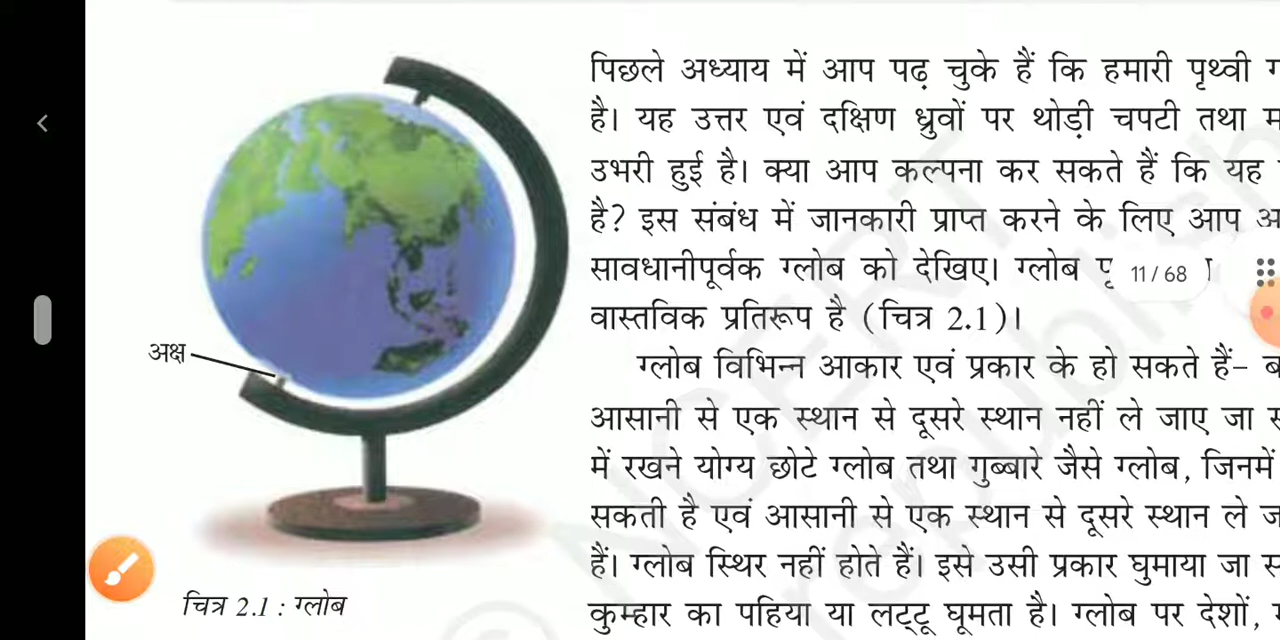 पिछले अध्याय में आप पढ़ चुके हैं कि हमारी पृथ्वी
है। यह उत्तर एवं दक्षिण ध्रुवों पर थोड़ी चपटी तथा
उभरी हुई है। क्या आप कल्पना कर सकते हैं कि यह
है? इस संबंध में जानकारी प्राप्त करने के लिए आप
सावधानीपूर्वक ग्लोब को देखिए। ग्लोब
11 / 68
वास्तविक प्रतिरूप है (चित्र 2.1)।
अक्ष
ग्लोब विभिन्न आकार एवं प्रकार के हो सकते हैं–
आसानी से एक स्थान से दूसरे स्थान नहीं ले जाए जा
में रखने योग्य छोटे ग्लोब तथा गुब्बारे जैसे ग्लोब, जिनमें
सकती है एवं आसानी से एक स्थान से दूसरे स्थान ले
हैं। ग्लोब स्थिर नहीं होते हैं। इसे उसी प्रकार घुमाया जा
कुम्हार का पहिया या लट्टू घूमता है। ग्लोब पर देशों,
चित्र 2.1 : ग्लोब
© NCERT
republish